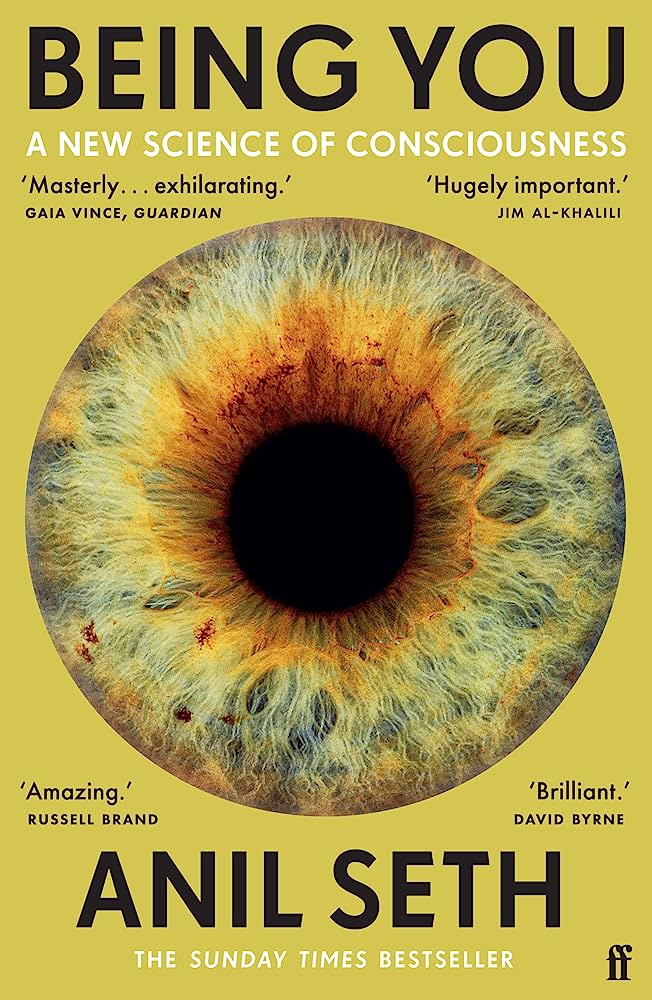 BEING YOU
A NEW SCIENCE OF CONSCIOUSNESS
‘Masterly. . . exhilarating.’
GAIA VINCE, GUARDIAN
‘Hugely important.’
JIM AL-KHALILI
‘Amazing.’
RUSSELL BRAND
‘Brilliant.’
DAVID BYRNE
ANIL SETH
THE SUNDAY TIMES BESTSELLER
ff